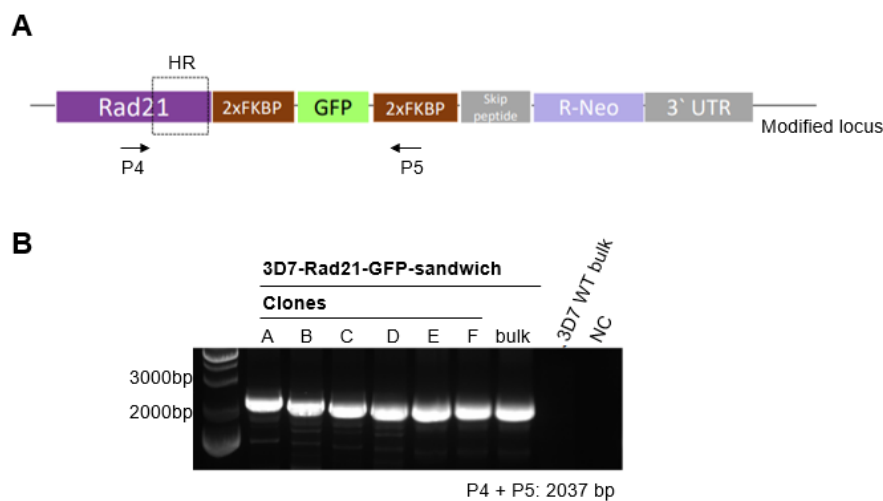 A
HR
Rad21 2xFKBP GFP 2xFKBP Skip peptide R-Neo 3` UTR
Modified locus
P4 P5
B
3D7-Rad21-GFP-sandwich
Clones
A B C D E F bulk 3D7 WT bulk NC
3000bp
2000bp
P4 + P5: 2037 bp